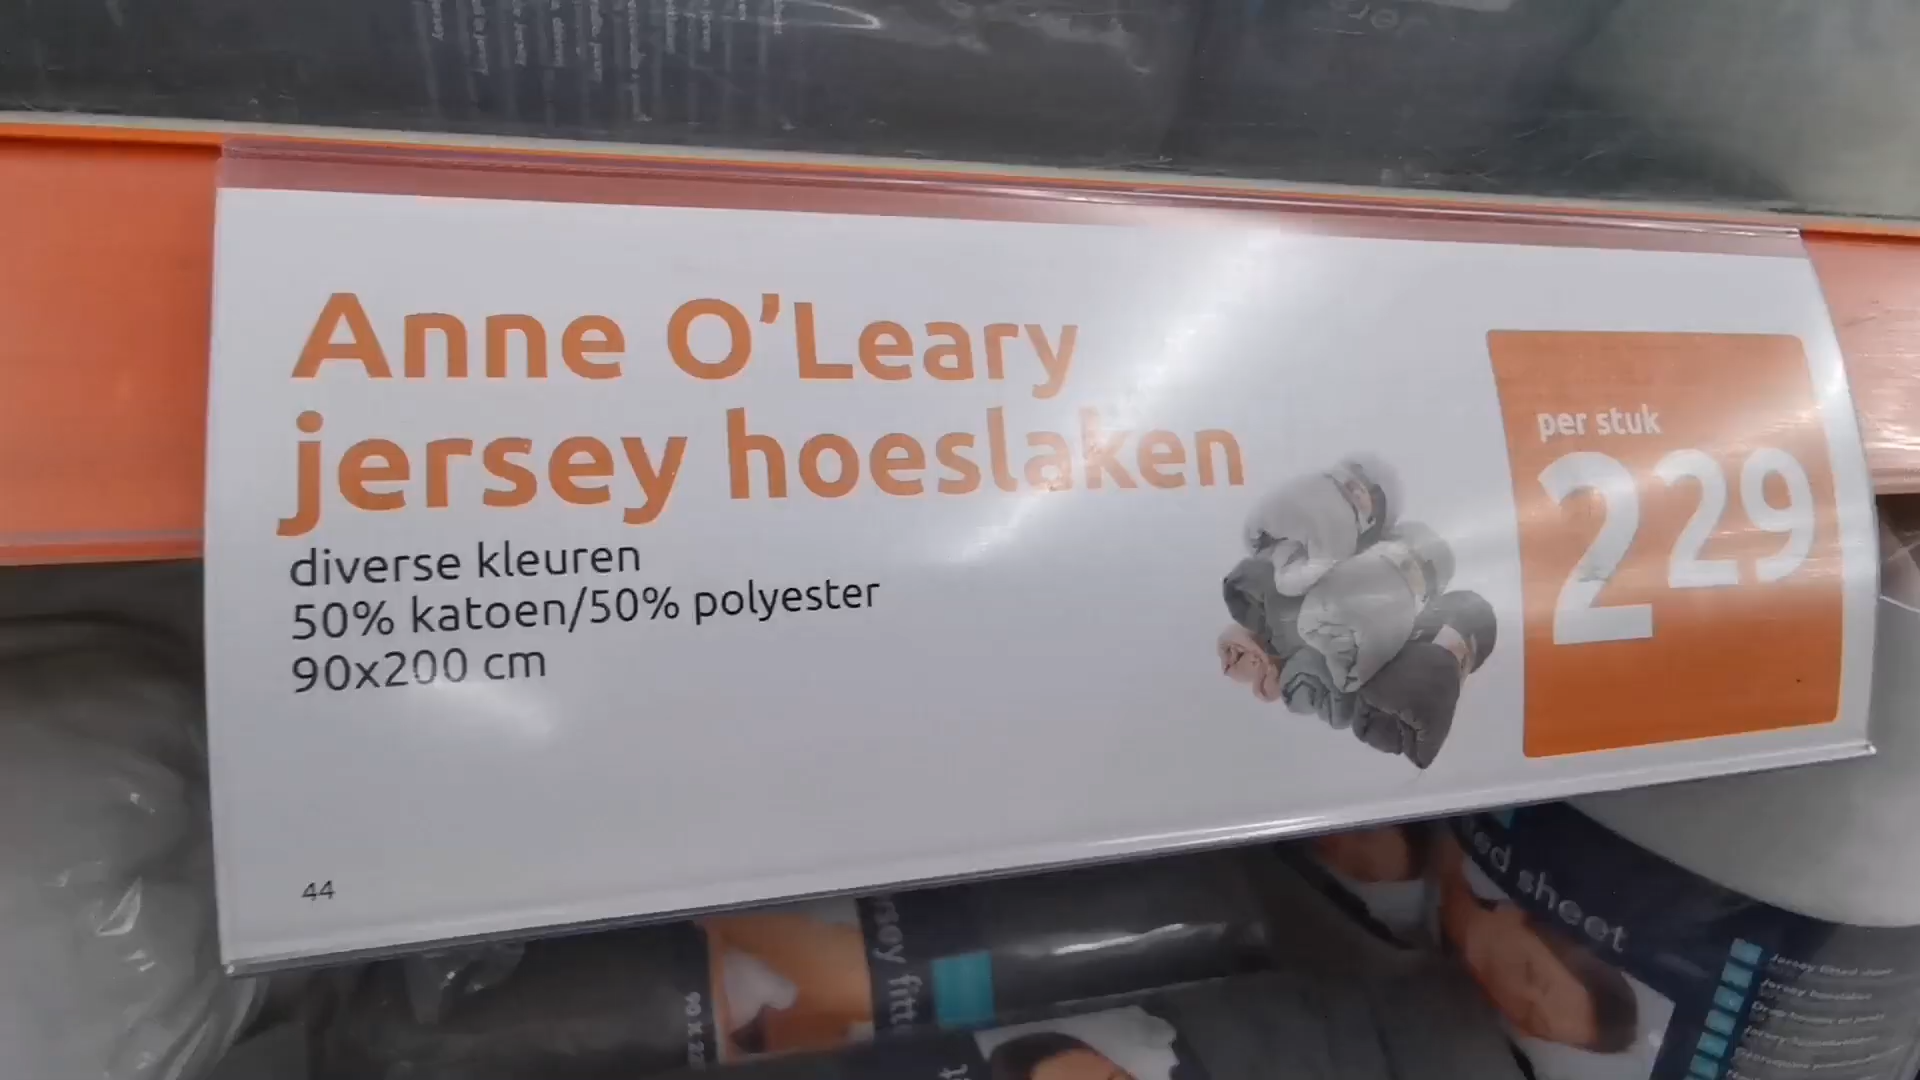 Anne O'Leary
jersey hoeslaken
diverse kleuren
50% katoen/50% polyester
90x200 cm
per stuk
229
44
sey fitt
ed sheet